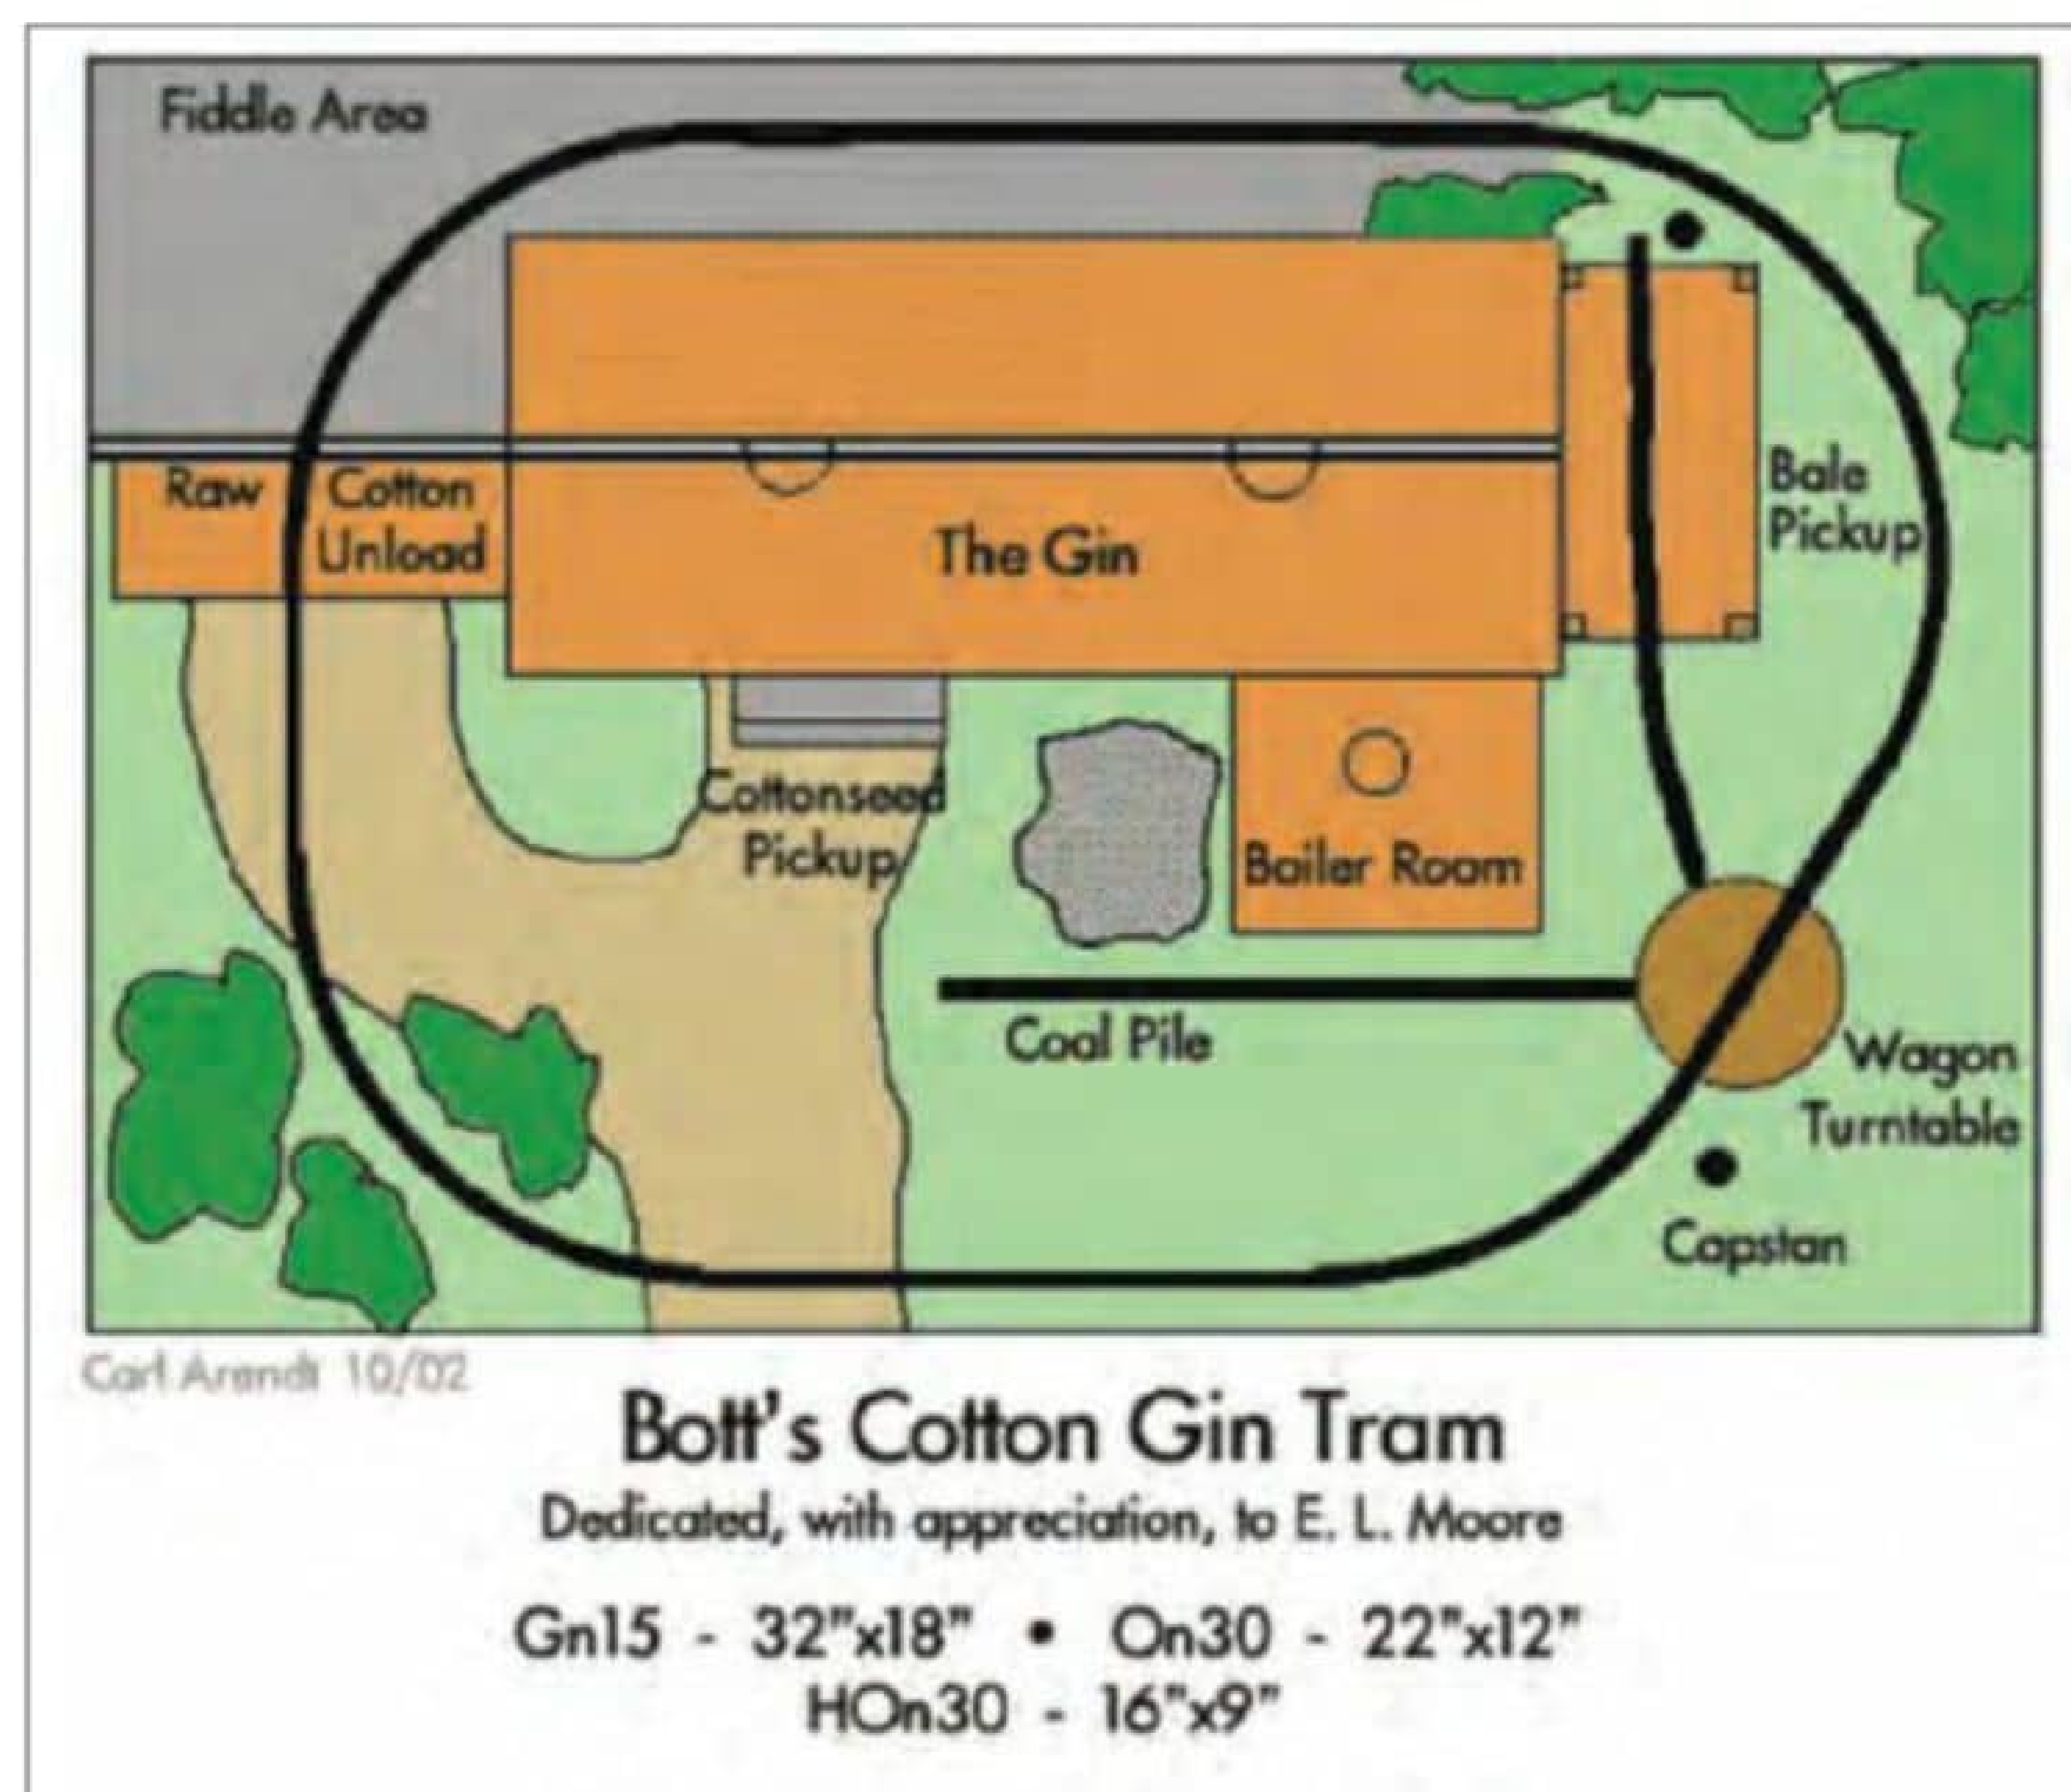 Fiddle Area
Raw
Cotton
Unload
The Gin
Bale
Pickup
Cottonseed
Pickup
Boiler Room
Coal Pile
Wagon
Turntable
Capstan
Carl Arendt 10/02
Bott's Cotton Gin Tram
Dedicated, with appreciation, to E. L. Moore
Gn15 - 32"x18" • On30 - 22"x12"
HOn30 - 16"x9"